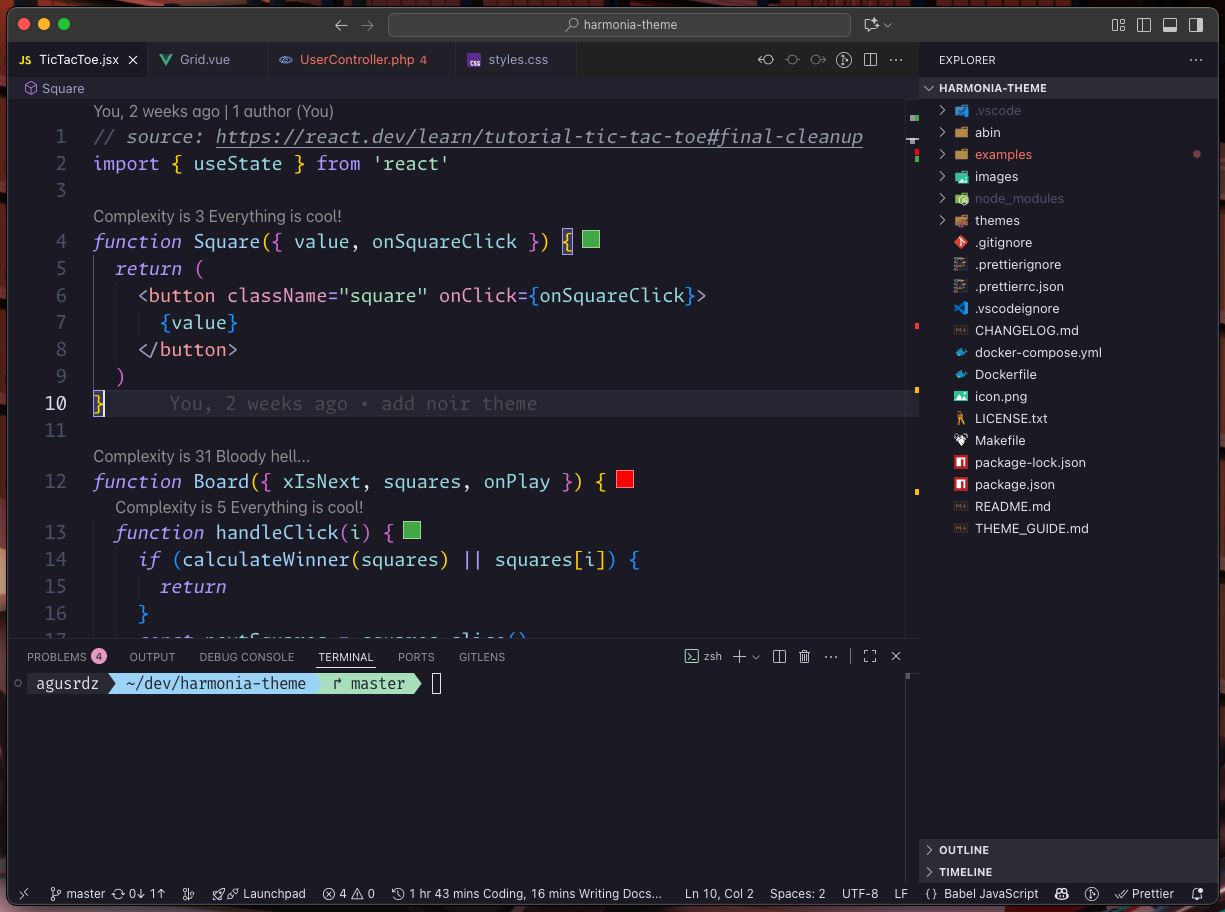 harmonia-theme
JS TicTacToe.jsx
Grid.vue
UserController.php 4
styles.css
Square
You, 2 weeks ago | 1 author (You)
1 // source: https://react.dev/learn/tutorial-tic-tac-toe#final-cleanup
2 import { useState } from 'react'
3
Complexity is 3 Everything is cool!
4 function Square({ value, onSquareClick }) {
5 return (
6 <button className="square" onClick={onSquareClick}>
7 {value}
8 </button>
9 )
10 } You, 2 weeks ago • add noir theme
11
Complexity is 31 Bloody hell...
12 function Board({ xIsNext, squares, onPlay }) {
Complexity is 5 Everything is cool!
13 function handleClick(i) {
14 if (calculateWinner(squares) || squares[i]) {
15 return
16 }
17 const nextSquares = squares.slice()
PROBLEMS 4 OUTPUT DEBUG CONSOLE TERMINAL PORTS GITLENS
zsh
agusrdz ~/dev/harmonia-theme master
EXPLORER
HARMONIA-THEME
.vscode
abin
examples
images
node_modules
themes
.gitignore
.prettierignore
.prettierrc.json
.vscodeignore
CHANGELOG.md
docker-compose.yml
Dockerfile
icon.png
LICENSE.txt
Makefile
package-lock.json
package.json
README.md
THEME_GUIDE.md
OUTLINE
TIMELINE
master 0↓ 1↑ Launchpad 4 0 1 hr 43 mins Coding, 16 mins Writing Docs... Ln 10, Col 2 Spaces: 2 UTF-8 LF { } Babel JavaScript Prettier